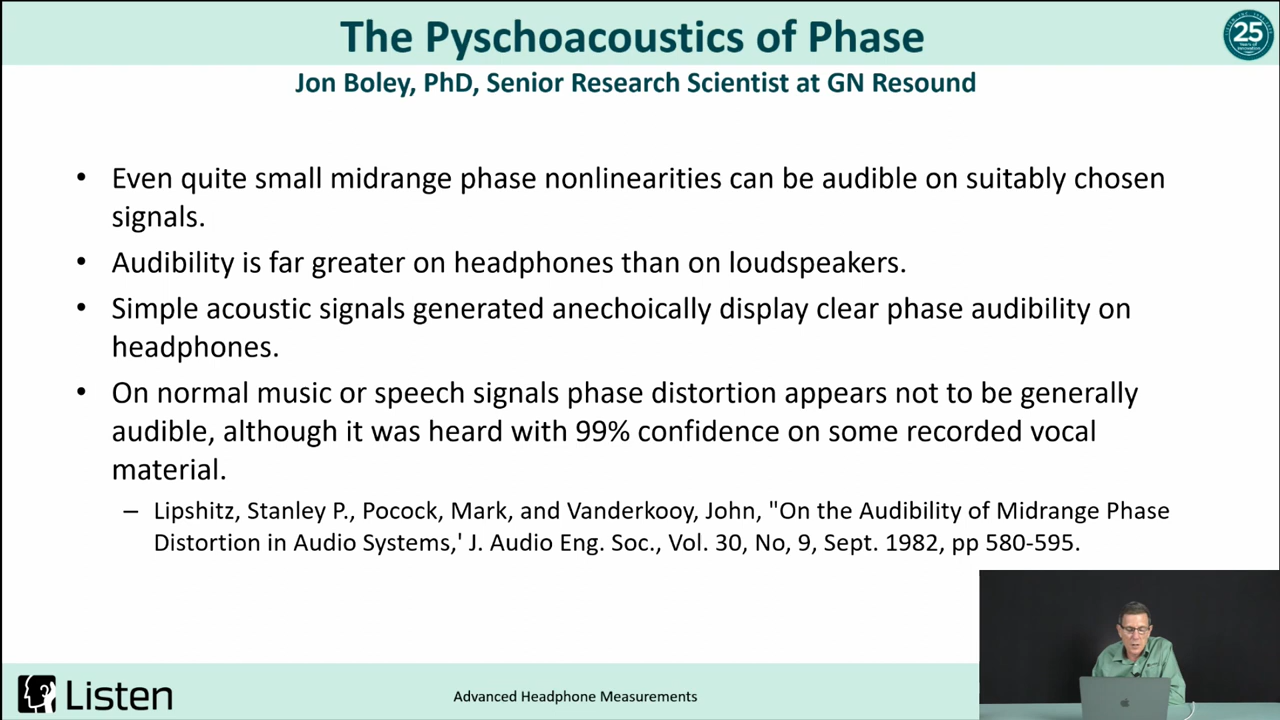 The Pyschoacoustics of Phase
25
Years of
Innovation
Jon Boley, PhD, Senior Research Scientist at GN Resound
• Even quite small midrange phase nonlinearities can be audible on suitably chosen
signals.
• Audibility is far greater on headphones than on loudspeakers.
• Simple acoustic signals generated anechoically display clear phase audibility on
headphones.
• On normal music or speech signals phase distortion appears not to be generally
audible, although it was heard with 99% confidence on some recorded vocal
material.
– Lipshitz, Stanley P., Pocock, Mark, and Vanderkooy, John, "On the Audibility of Midrange Phase
Distortion in Audio Systems,' J. Audio Eng. Soc., Vol. 30, No, 9, Sept. 1982, pp 580-595.
Listen
Advanced Headphone Measurements